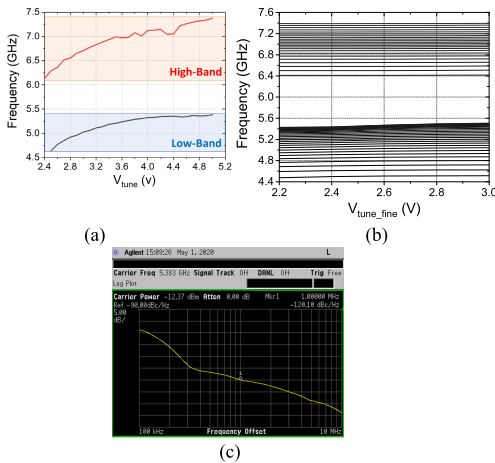 (a)
7.5
7.0
6.5
6.0
5.5
5.0
4.5
Frequency (GHz)
High-Band
Low-Band
2.4 2.8 3.2 3.6 4.0 4.4 4.8 5.2
Vtune (v)
(b)
7.6
7.2
6.8
6.4
6.0
5.6
5.2
4.8
4.4
Frequency (GHz)
2.2 2.4 2.6 2.8 3.0
Vtune_fine (V)
(a)
(b)
Agilent 15:09:26 May 1, 2020 L
Carrier Freq 5.383 GHz Signal Track Off DANL Off Trig Free
Log Plot
Carrier Power -12.37 dBm Atten 0.00 dB Mkr1 1.00000 MHz
Ref -90.00dBc/Hz -120.10 dBc/Hz
5.00
dB/
1
100 kHz Frequency Offset 10 MHz
(c)